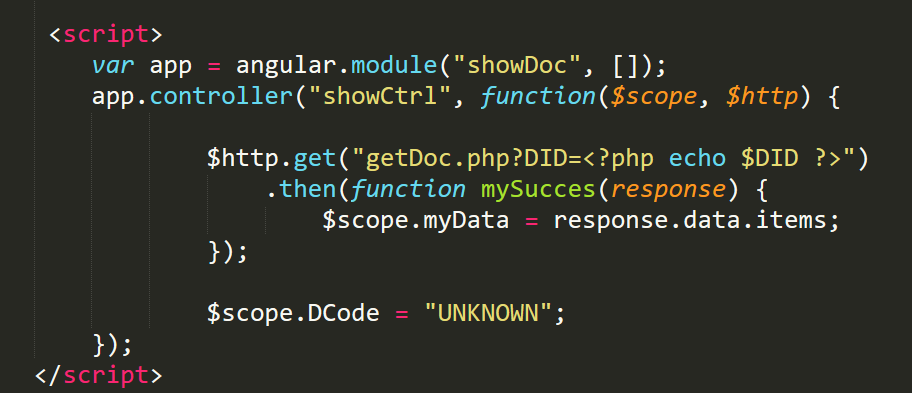 <script>
var app = angular.module("showDoc", []);
app.controller("showCtrl", function($scope, $http) {
$http.get("getDoc.php?DID=<?php echo $DID ?>")
.then(function mySucces(response) {
$scope.myData = response.data.items;
});
$scope.DCode = "UNKNOWN";
});
</script>